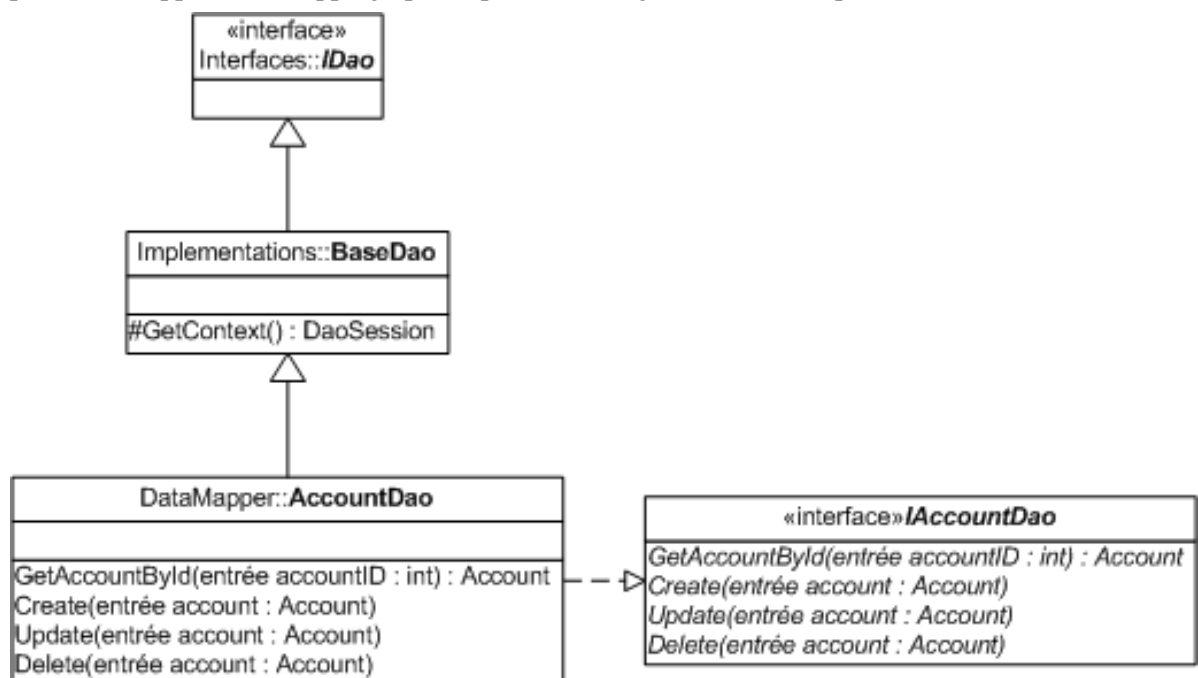 «interface»
Interfaces::IDao
Implementations::BaseDao
#GetContext() : DaoSession
DataMapper::AccountDao
GetAccountById(entrée accountID : int) : Account
Create(entrée account : Account)
Update(entrée account : Account)
Delete(entrée account : Account)
«interface»IAccountDao
GetAccountById(entrée accountID : int) : Account
Create(entrée account : Account)
Update(entrée account : Account)
Delete(entrée account : Account)